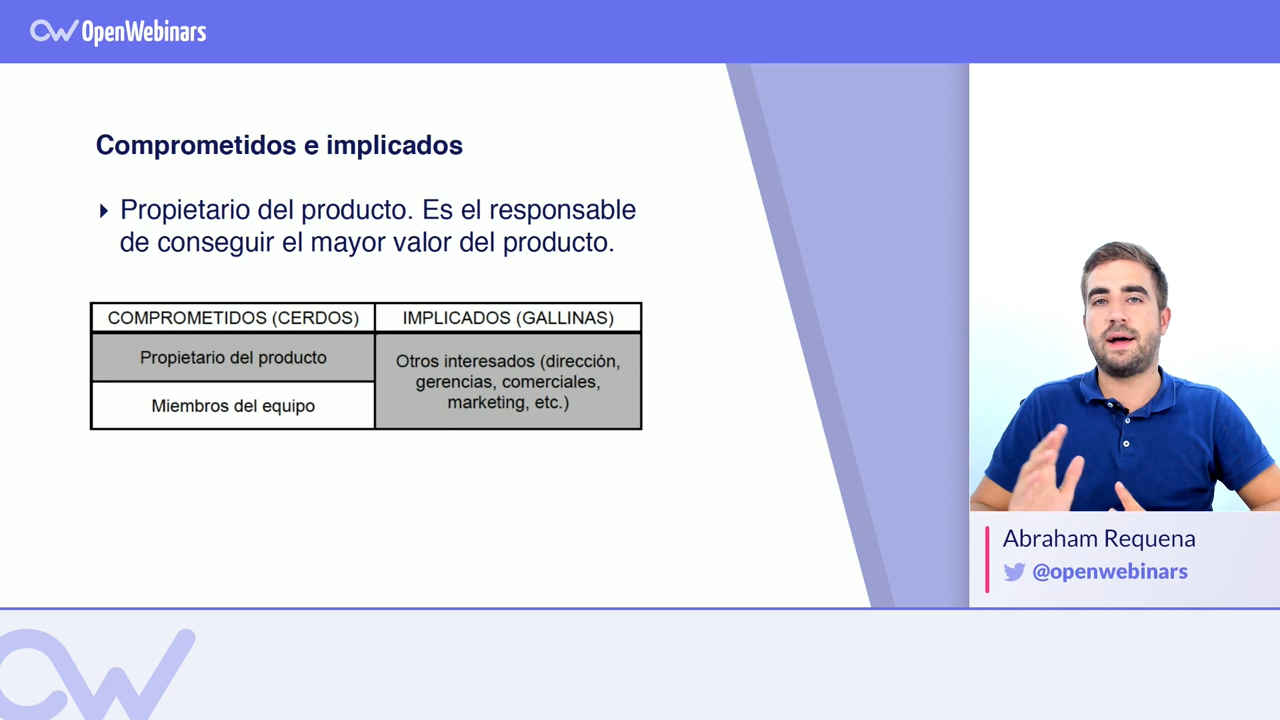 OpenWebinars
Comprometidos e implicados
Propietario del producto. Es el responsable
de conseguir el mayor valor del producto.
COMPROMETIDOS (CERDOS)
IMPLICADOS (GALLINAS)
Propietario del producto
Miembros del equipo
Otros interesados (dirección,
gerencias, comerciales,
marketing, etc.)
Abraham Requena
@openwebinars